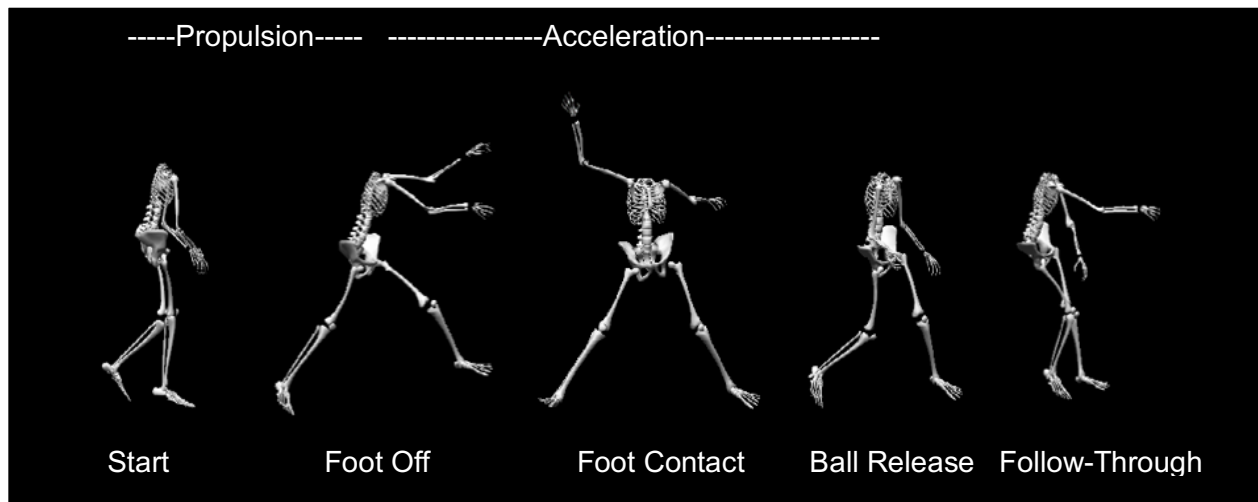 -----Propulsion----- ----------------Acceleration------------------
Start Foot Off Foot Contact Ball Release Follow-Through